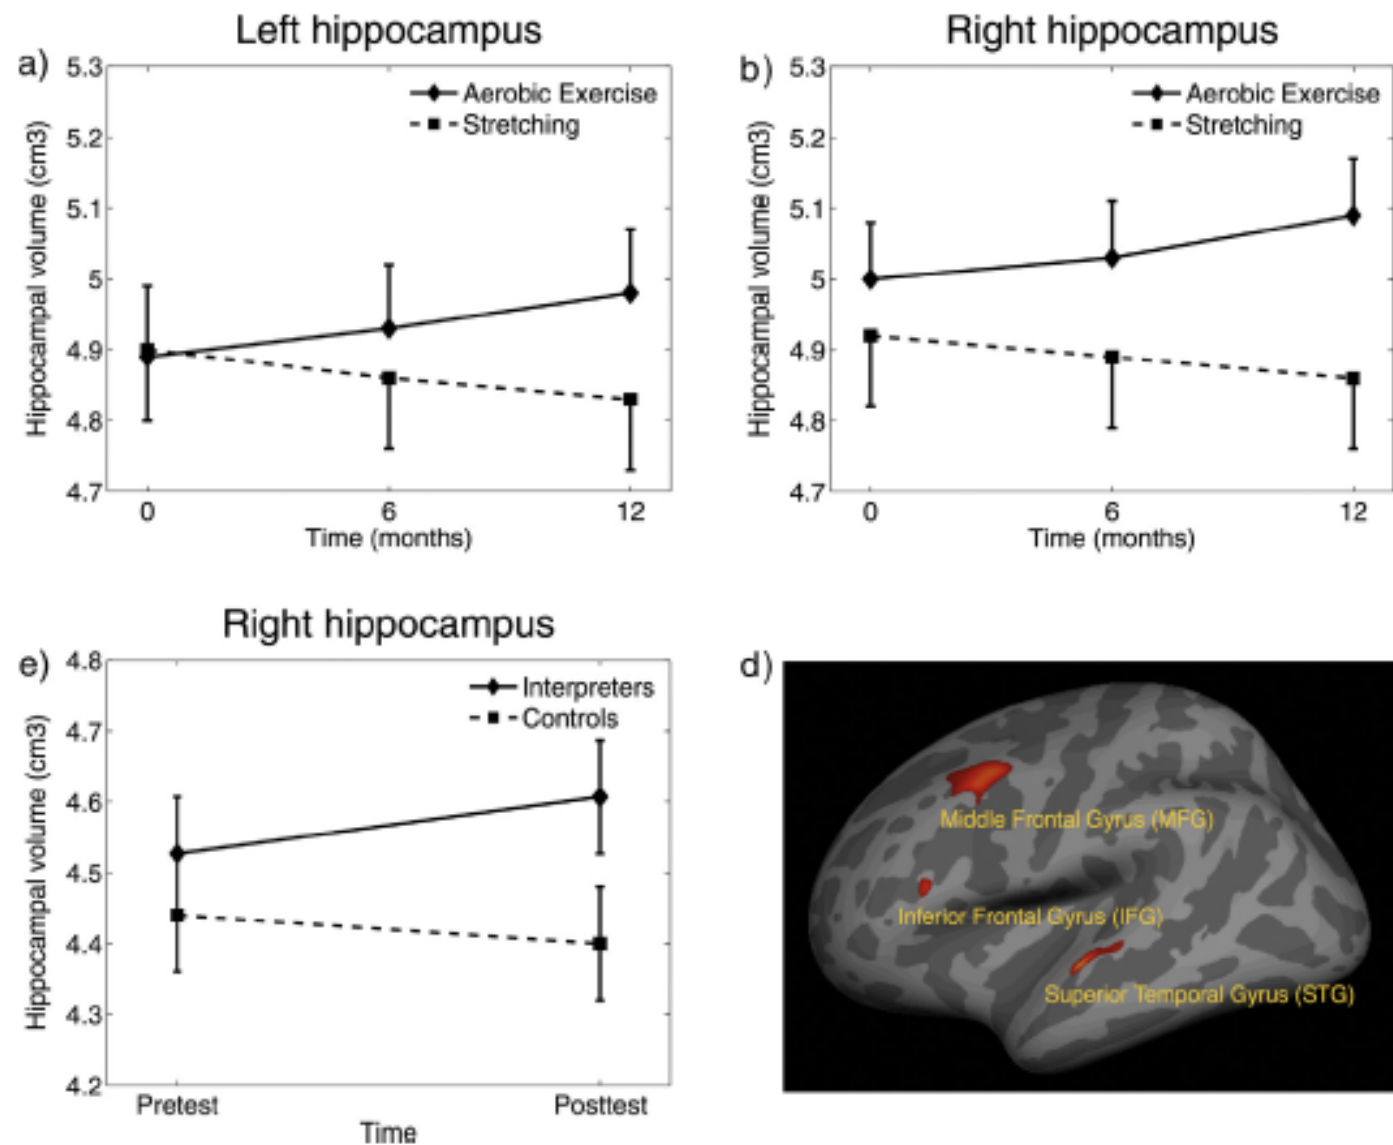 Left hippocampus
a)
5.3
5.2
5.1
5
4.9
4.8
4.7
Hippocampal volume (cm3)
Aerobic Exercise
Stretching
0 6 12
Time (months)
Right hippocampus
b)
5.3
5.2
5.1
5
4.9
4.8
4.7
Hippocampal volume (cm3)
Aerobic Exercise
Stretching
0 6 12
Time (months)
Right hippocampus
e)
4.8
4.7
4.6
4.5
4.4
4.3
4.2
Hippocampal volume (cm3)
Interpreters
Controls
Pretest Posttest
Time
d)
Middle Frontal Gyrus (MFG)
Inferior Frontal Gyrus (IFG)
Superior Temporal Gyrus (STG)